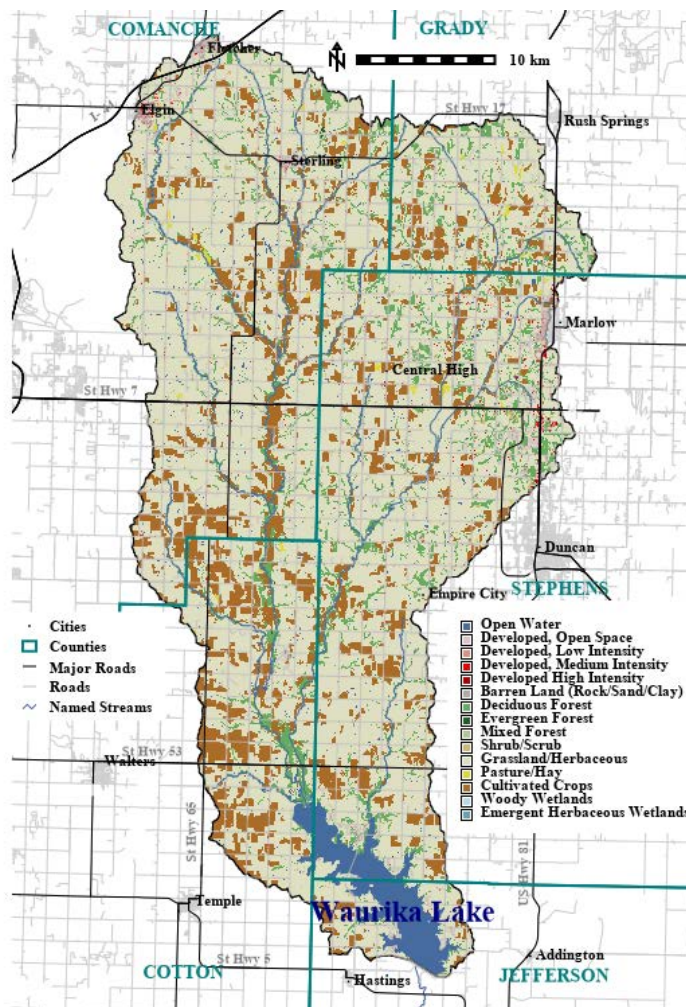 COMANCHE
GRADY
Fletcher
10 km
N
Elgin
I-44
St Hwy 17
Rush Springs
Sterling
Marlow
Central High
St Hwy 7
Duncan
STEPHENS
Empire City
Cities
Counties
Major Roads
Roads
Named Streams
Open Water
Developed, Open Space
Developed, Low Intensity
Developed, Medium Intensity
Developed High Intensity
Barren Land (Rock/Sand/Clay)
Deciduous Forest
Evergreen Forest
Mixed Forest
Shrub/Scrub
Grassland/Herbaceous
Pasture/Hay
Cultivated Crops
Woody Wetlands
Emergent Herbaceous Wetlands
St Hwy 53
Walters
St Hwy 65
US Hwy 81
Temple
Waurika Lake
St Hwy 5
Addington
COTTON
JEFFERSON
Hastings